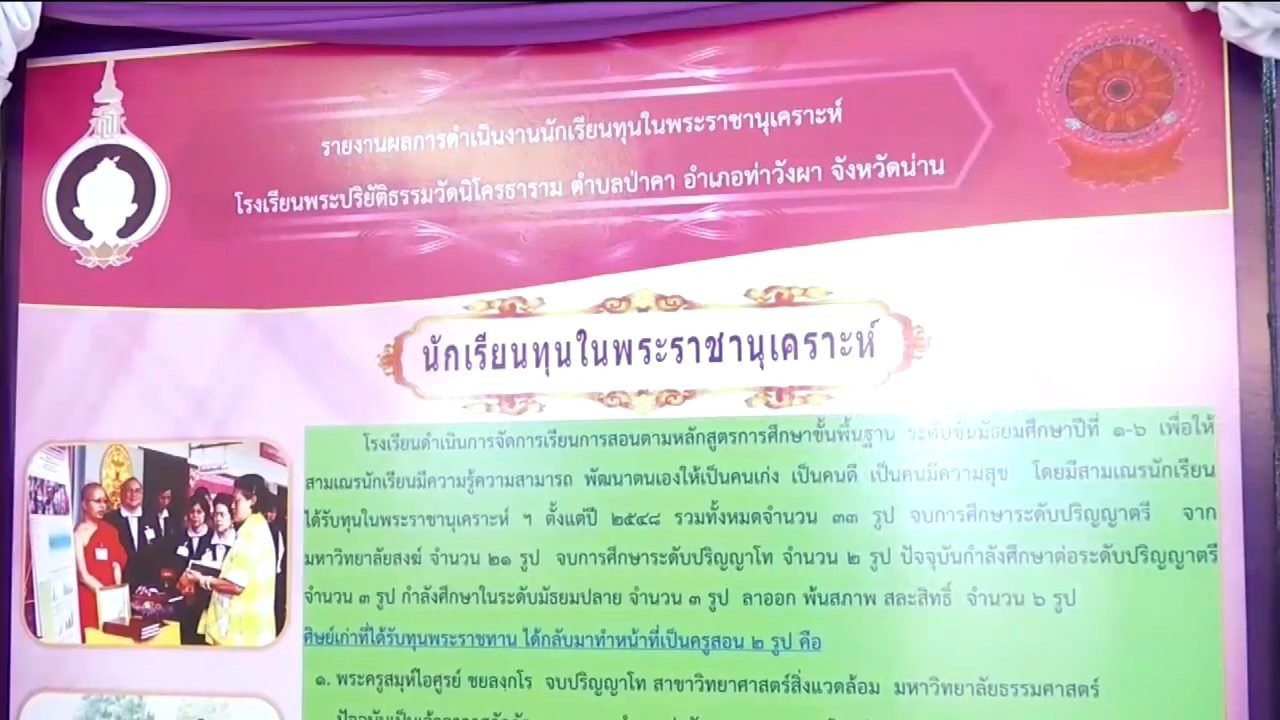 รายงานผลการดำเนินงานนักเรียนทุนในพระราชานุเคราะห์
โรงเรียนพระปริยัติธรรมวัดนิโครธาราม ตำบลป่าคา อำเภอท่าวังผา จังหวัดน่าน
นักเรียนทุนในพระราชานุเคราะห์
โรงเรียนดำเนินการจัดการเรียนการสอนตามหลักสูตรการศึกษาขั้นพื้นฐาน ระดับชั้นมัธยมศึกษาปีที่ ๑-๖ เพื่อให้
สามเณรนักเรียนมีความรู้ความสามารถ พัฒนาตนเองให้เป็นคนเก่ง เป็นคนดี เป็นคนมีความสุข โดยมีสามเณรนักเรียน
ได้รับทุนในพระราชานุเคราะห์ ฯ ตั้งแต่ปี ๒๕๔๘ รวมทั้งหมดจำนวน ๓๓ รูป จบการศึกษาระดับปริญญาตรี จาก
มหาวิทยาลัยสงฆ์ จำนวน ๒๑ รูป จบการศึกษาระดับปริญญาโท จำนวน ๒ รูป ปัจจุบันกำลังศึกษาต่อระดับปริญญาตรี
จำนวน ๓ รูป กำลังศึกษาในระดับมัธยมปลาย จำนวน ๓ รูป ลาออก พ้นสภาพ สละสิทธิ์ จำนวน ๖ รูป
ศิษย์เก่าที่ได้รับทุนพระราชทาน ได้กลับมาทำหน้าที่เป็นครูสอน ๒ รูป คือ
๑. พระครูสมุห์ไอศูรย์ ชยลงฺกโร จบปริญญาโท สาขาวิทยาศาสตร์สิ่งแวดล้อม มหาวิทยาลัยธรรมศาสตร์